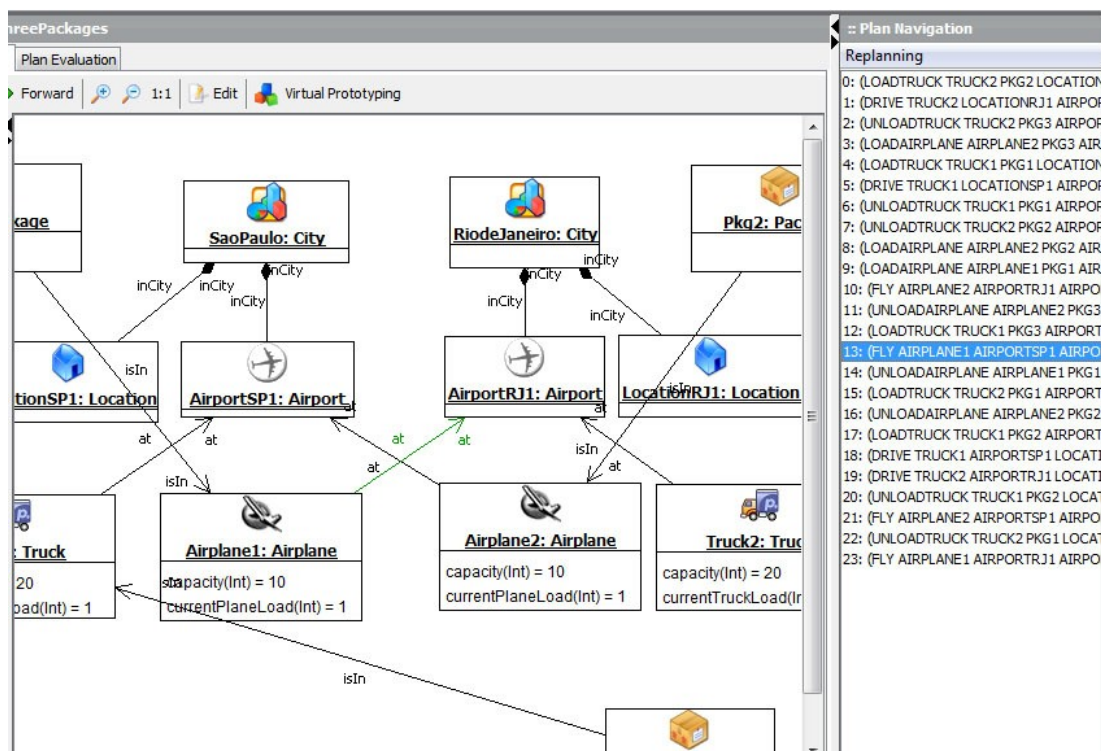 hreePackages
Plan Evaluation
Forward 1:1 Edit Virtual Prototyping
kage
SaoPaulo: City
RiodeJaneiro: City
Pkg2: Pac
inCity
inCity
inCity
inCity
inCity
inCity
inCity
inCity
isIn
tionSP1: Location
AirportSP1: Airport
AirportRJ1: Airport
LocationRJ1: Location
isIn
at
at
at
at
at
at
isIn
at
isIn
: Truck
20
oad(Int) = 1
Airplane1: Airplane
capacity(Int) = 10
currentPlaneLoad(Int) = 1
Airplane2: Airplane
capacity(Int) = 10
currentPlaneLoad(Int) = 1
Truck2: Truc
capacity(Int) = 20
currentTruckLoad(Ir
isIn
isIn
:: Plan Navigation
Replanning
0: (LOADTRUCK TRUCK2 PKG2 LOCATION
1: (DRIVE TRUCK2 LOCATIONRJ1 AIRPOR
2: (UNLOADTRUCK TRUCK2 PKG3 AIRPOR
3: (LOADAIRPLANE AIRPLANE2 PKG3 AIR
4: (LOADTRUCK TRUCK1 PKG1 LOCATION
5: (DRIVE TRUCK1 LOCATIONSP1 AIRPOR
6: (UNLOADTRUCK TRUCK1 PKG1 AIRPOR
7: (UNLOADTRUCK TRUCK2 PKG2 AIRPOR
8: (LOADAIRPLANE AIRPLANE2 PKG2 AIR
9: (LOADAIRPLANE AIRPLANE1 PKG1 AIR
10: (FLY AIRPLANE2 AIRPORTRJ1 AIRPO
11: (UNLOADAIRPLANE AIRPLANE2 PKG3
12: (LOADTRUCK TRUCK1 PKG3 AIRPORT
13: (FLY AIRPLANE1 AIRPORTSP1 AIRPO
14: (UNLOADAIRPLANE AIRPLANE1 PKG1
15: (LOADTRUCK TRUCK2 PKG1 AIRPORT
16: (UNLOADAIRPLANE AIRPLANE2 PKG2
17: (LOADTRUCK TRUCK1 PKG2 AIRPORT
18: (DRIVE TRUCK1 AIRPORTSP1 LOCATI
19: (DRIVE TRUCK2 AIRPORTRJ1 LOCATI
20: (UNLOADTRUCK TRUCK1 PKG2 LOCAT
21: (FLY AIRPLANE2 AIRPORTSP1 AIRPO
22: (UNLOADTRUCK TRUCK2 PKG1 LOCAT
23: (FLY AIRPLANE1 AIRPORTRJ1 AIRPO